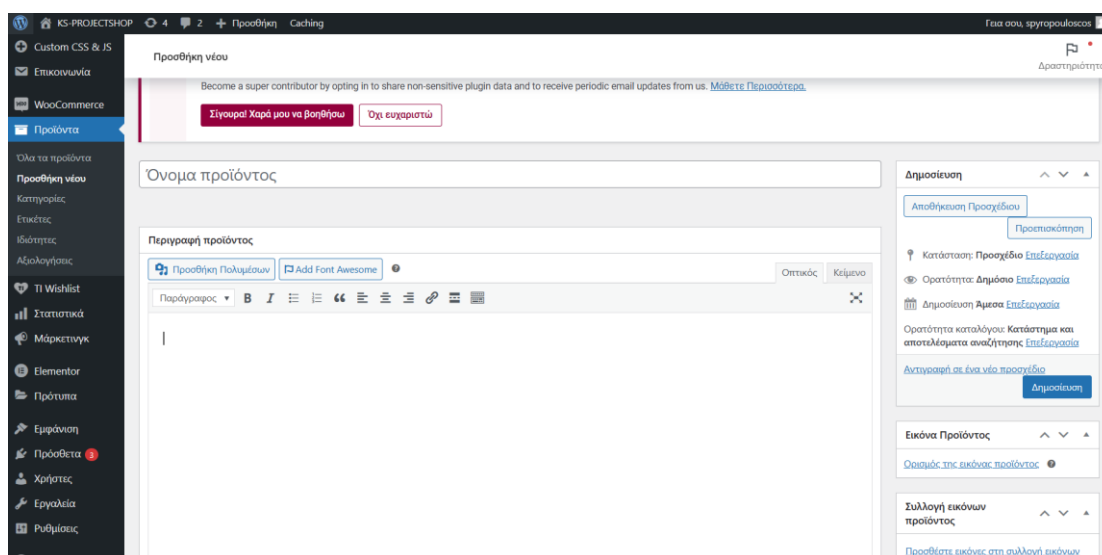 KS-PROJECTSHOP 4 2 + Προσθήκη Caching Γεια σου, spyropouloscos
Custom CSS & JS
Επικοινωνία
WooCommerce
Προϊόντα
Όλα τα προϊόντα
Προσθήκη νέου
Κατηγορίες
Ετικέτες
Ιδιότητες
Αξιολογήσεις
TI Wishlist
Στατιστικά
Μάρκετινγκ
Elementor
Πρότυπα
Εμφάνιση
Πρόσθετα 3
Χρήστες
Εργαλεία
Ρυθμίσεις
Προσθήκη νέου
Δραστηριότητα
Become a super contributor by opting in to share non-sensitive plugin data and to receive periodic email updates from us. Μάθετε Περισσότερα.
Σίγουρα! Χαρά μου να βοηθήσω Όχι ευχαριστώ
Όνομα προϊόντος
Περιγραφή προϊόντος
Προσθήκη Πολυμέσων Add Font Awesome
Οπτικός Κείμενο
Παράγραφος B I
Δημοσίευση
Αποθήκευση Προσχέδιου
Προεπισκόπηση
Κατάσταση: Προσχέδιο Επεξεργασία
Ορατότητα: Δημόσιο Επεξεργασία
Δημοσίευση Άμεσα Επεξεργασία
Ορατότητα καταλόγου: Κατάστημα και
αποτελέσματα αναζήτησης Επεξεργασία
Αντιγραφή σε ένα νέο προσχέδιο
Δημοσίευση
Εικόνα Προϊόντος
Ορισμός της εικόνας προϊόντος
Συλλογή εικόνων
προϊόντος
Προσθέστε εικόνες στη συλλογή εικόνων